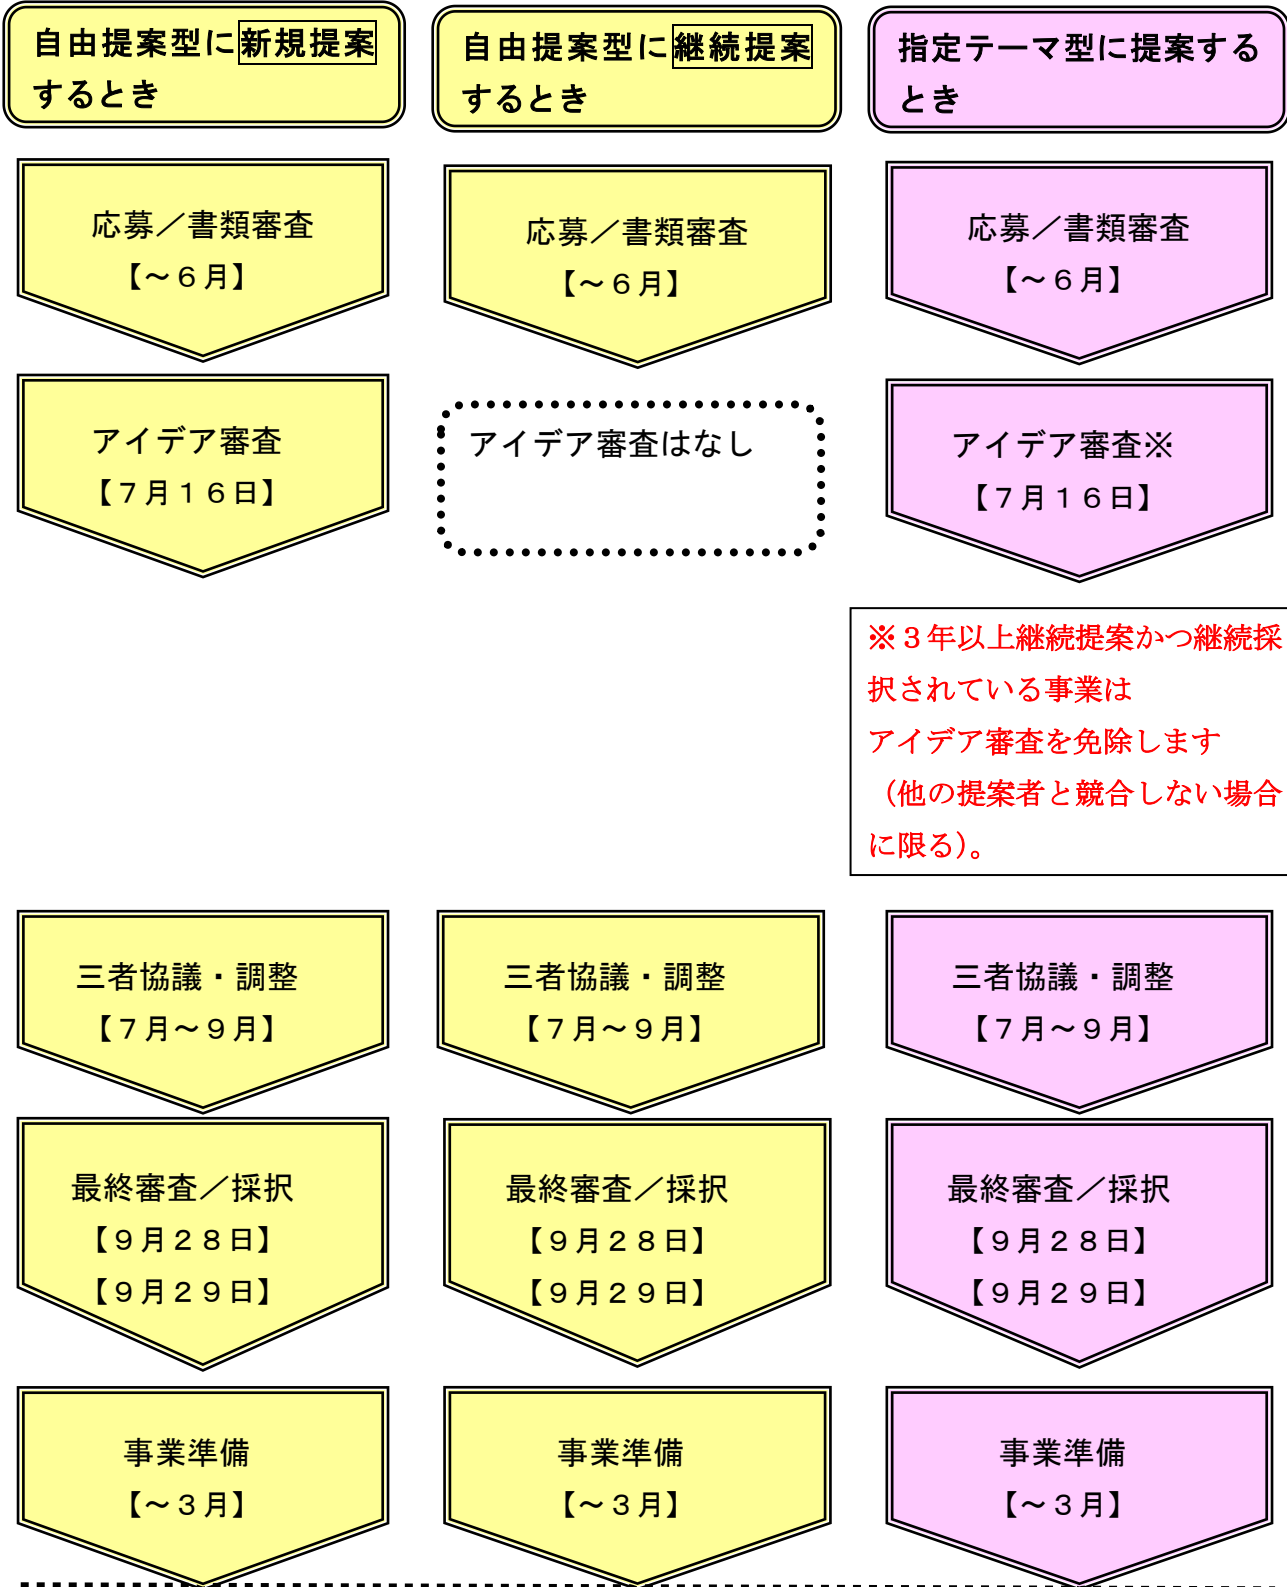 自由提案型に新規提案
するとき
応募／書類審査
【～６月】
アイデア審査
【７月１６日】
三者協議・調整
【７月～９月】
最終審査／採択
【９月２８日】
【９月２９日】
事業準備
【～３月】
自由提案型に継続提案
するとき
応募／書類審査
【～６月】
アイデア審査はなし
三者協議・調整
【７月～９月】
最終審査／採択
【９月２８日】
【９月２９日】
事業準備
【～３月】
指定テーマ型に提案する
とき
応募／書類審査
【～６月】
アイデア審査※
【７月１６日】
※３年以上継続提案かつ継続採
択されている事業は
アイデア審査を免除します
（他の提案者と競合しない場合
に限る）。
三者協議・調整
【７月～９月】
最終審査／採択
【９月２８日】
【９月２９日】
事業準備
【～３月】